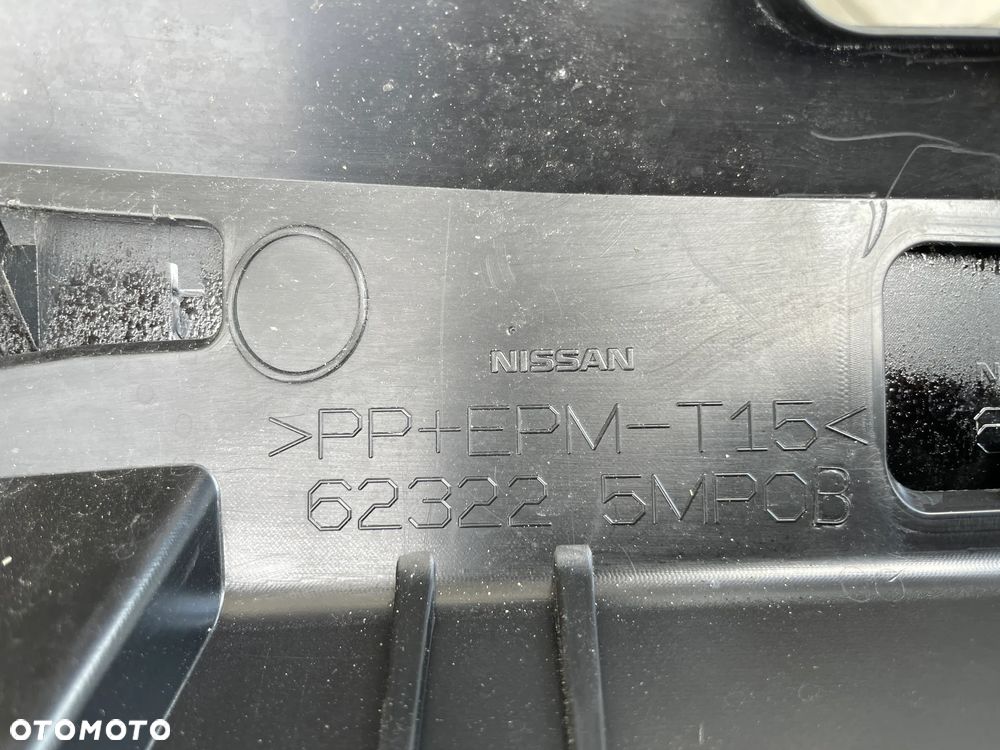 NISSAN
>PP+EPM-T15<
62322 5MP0B
OTOMOTO